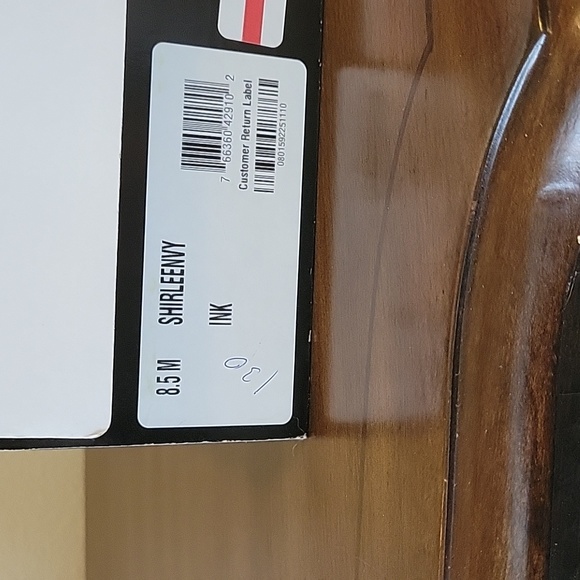 8.5 M SHIRLEENVY
INK
130
7 66360 42910 2
Customer Return Label
0801592251110